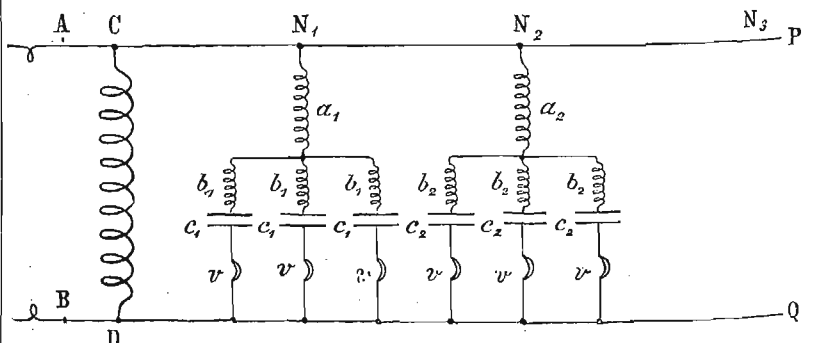 A C N₁ N₂ N₃
P
a₁ a₂
b₁ b₁ b₁ b₂ b₂ b₂
c₁ c₁ c₁ c₂ c₂ c₂
v v v v v v
B
D Q